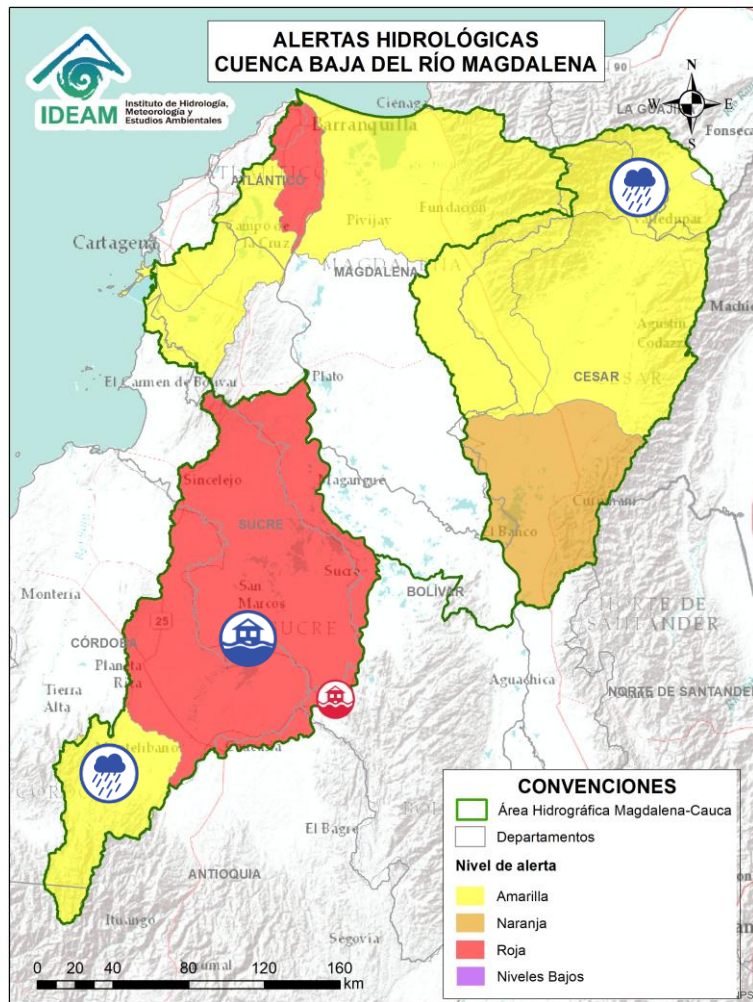 ALERTAS HIDROLÓGICAS
CUENCA BAJA DEL RÍO MAGDALENA
IDEAM
Instituto de Hidrología,
Meteorología y
Estudios Ambientales
N
W
E
S
90
LA GUAJIRA
Fonseca
Ciénaga
Barranquilla
ATLÁNTICO
Valledupar
Fundación
Pivijay
Campo de
la Cruz
Cartagena
MAGDALENA
Agustín
Codazzi
El Carmen de Bolívar
Plato
CESAR
CESAR
Sincelejo
Magangue
SUCRE
El Banco
Sucre
San
Marcos
BOLÍVAR
Montería
25
SUCRE
NORTE DE
SANTANDER
CÓRDOBA
Planeta
Rica
Aguachica
Tierra
Alta
NORTE DE SANTANDER
El Bagre
ANTIOQUIA
Ituango
Segovia
0 20 40 80 120 160
km
CONVENCIONES
Área Hidrográfica Magdalena-Cauca
Departamentos
Nivel de alerta
Amarilla
Naranja
Roja
Niveles Bajos